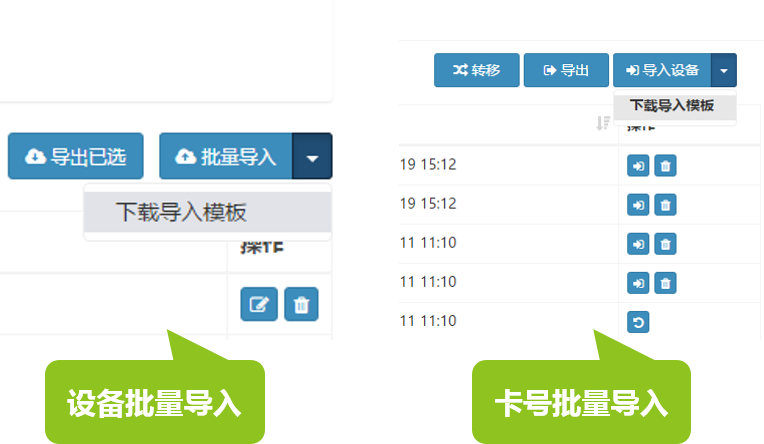 导出已选 批量导入
下载导入模板
操作
设备批量导入
转移 导出 导入设备
下载导入模板
操作
19 15:12
19 15:12
11 11:10
11 11:10
11 11:10
卡号批量导入